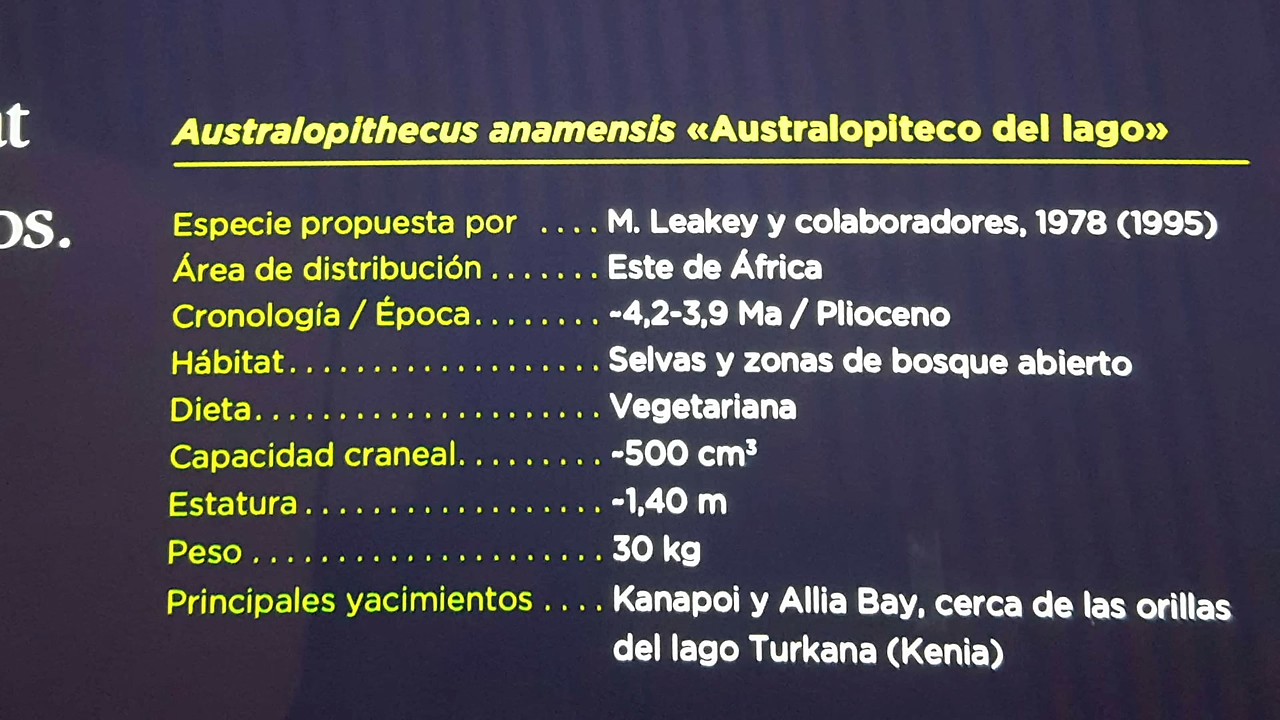 Australopithecus anamensis «Australopiteco del lago»
Especie propuesta por .... M. Leakey y colaboradores, 1978 (1995)
Área de distribución ....... Este de África
Cronología / Época........ ~4,2-3,9 Ma / Plioceno
Hábitat................... Selvas y zonas de bosque abierto
Dieta..................... Vegetariana
Capacidad craneal......... ~500 cm³
Estatura .................. ~1,40 m
Peso ..................... 30 kg
Principales yacimientos .... Kanapoi y Allia Bay, cerca de las orillas
del lago Turkana (Kenia)